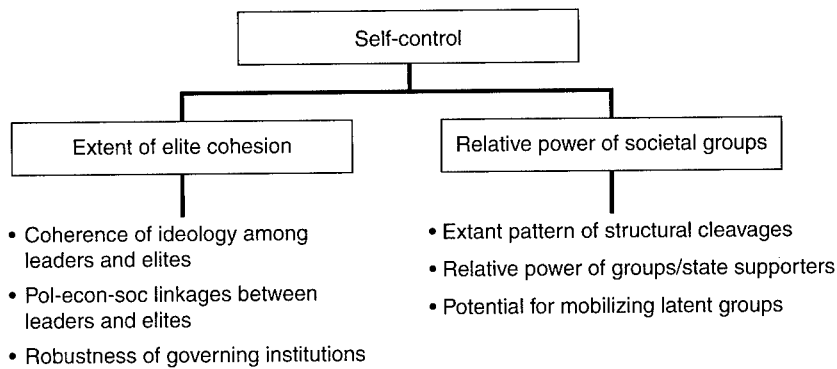 Self-control
Extent of elite cohesion
Relative power of societal groups
• Coherence of ideology among
leaders and elites
• Pol-econ-soc linkages between
leaders and elites
• Robustness of governing institutions
• Extant pattern of structural cleavages
• Relative power of groups/state supporters
• Potential for mobilizing latent groups